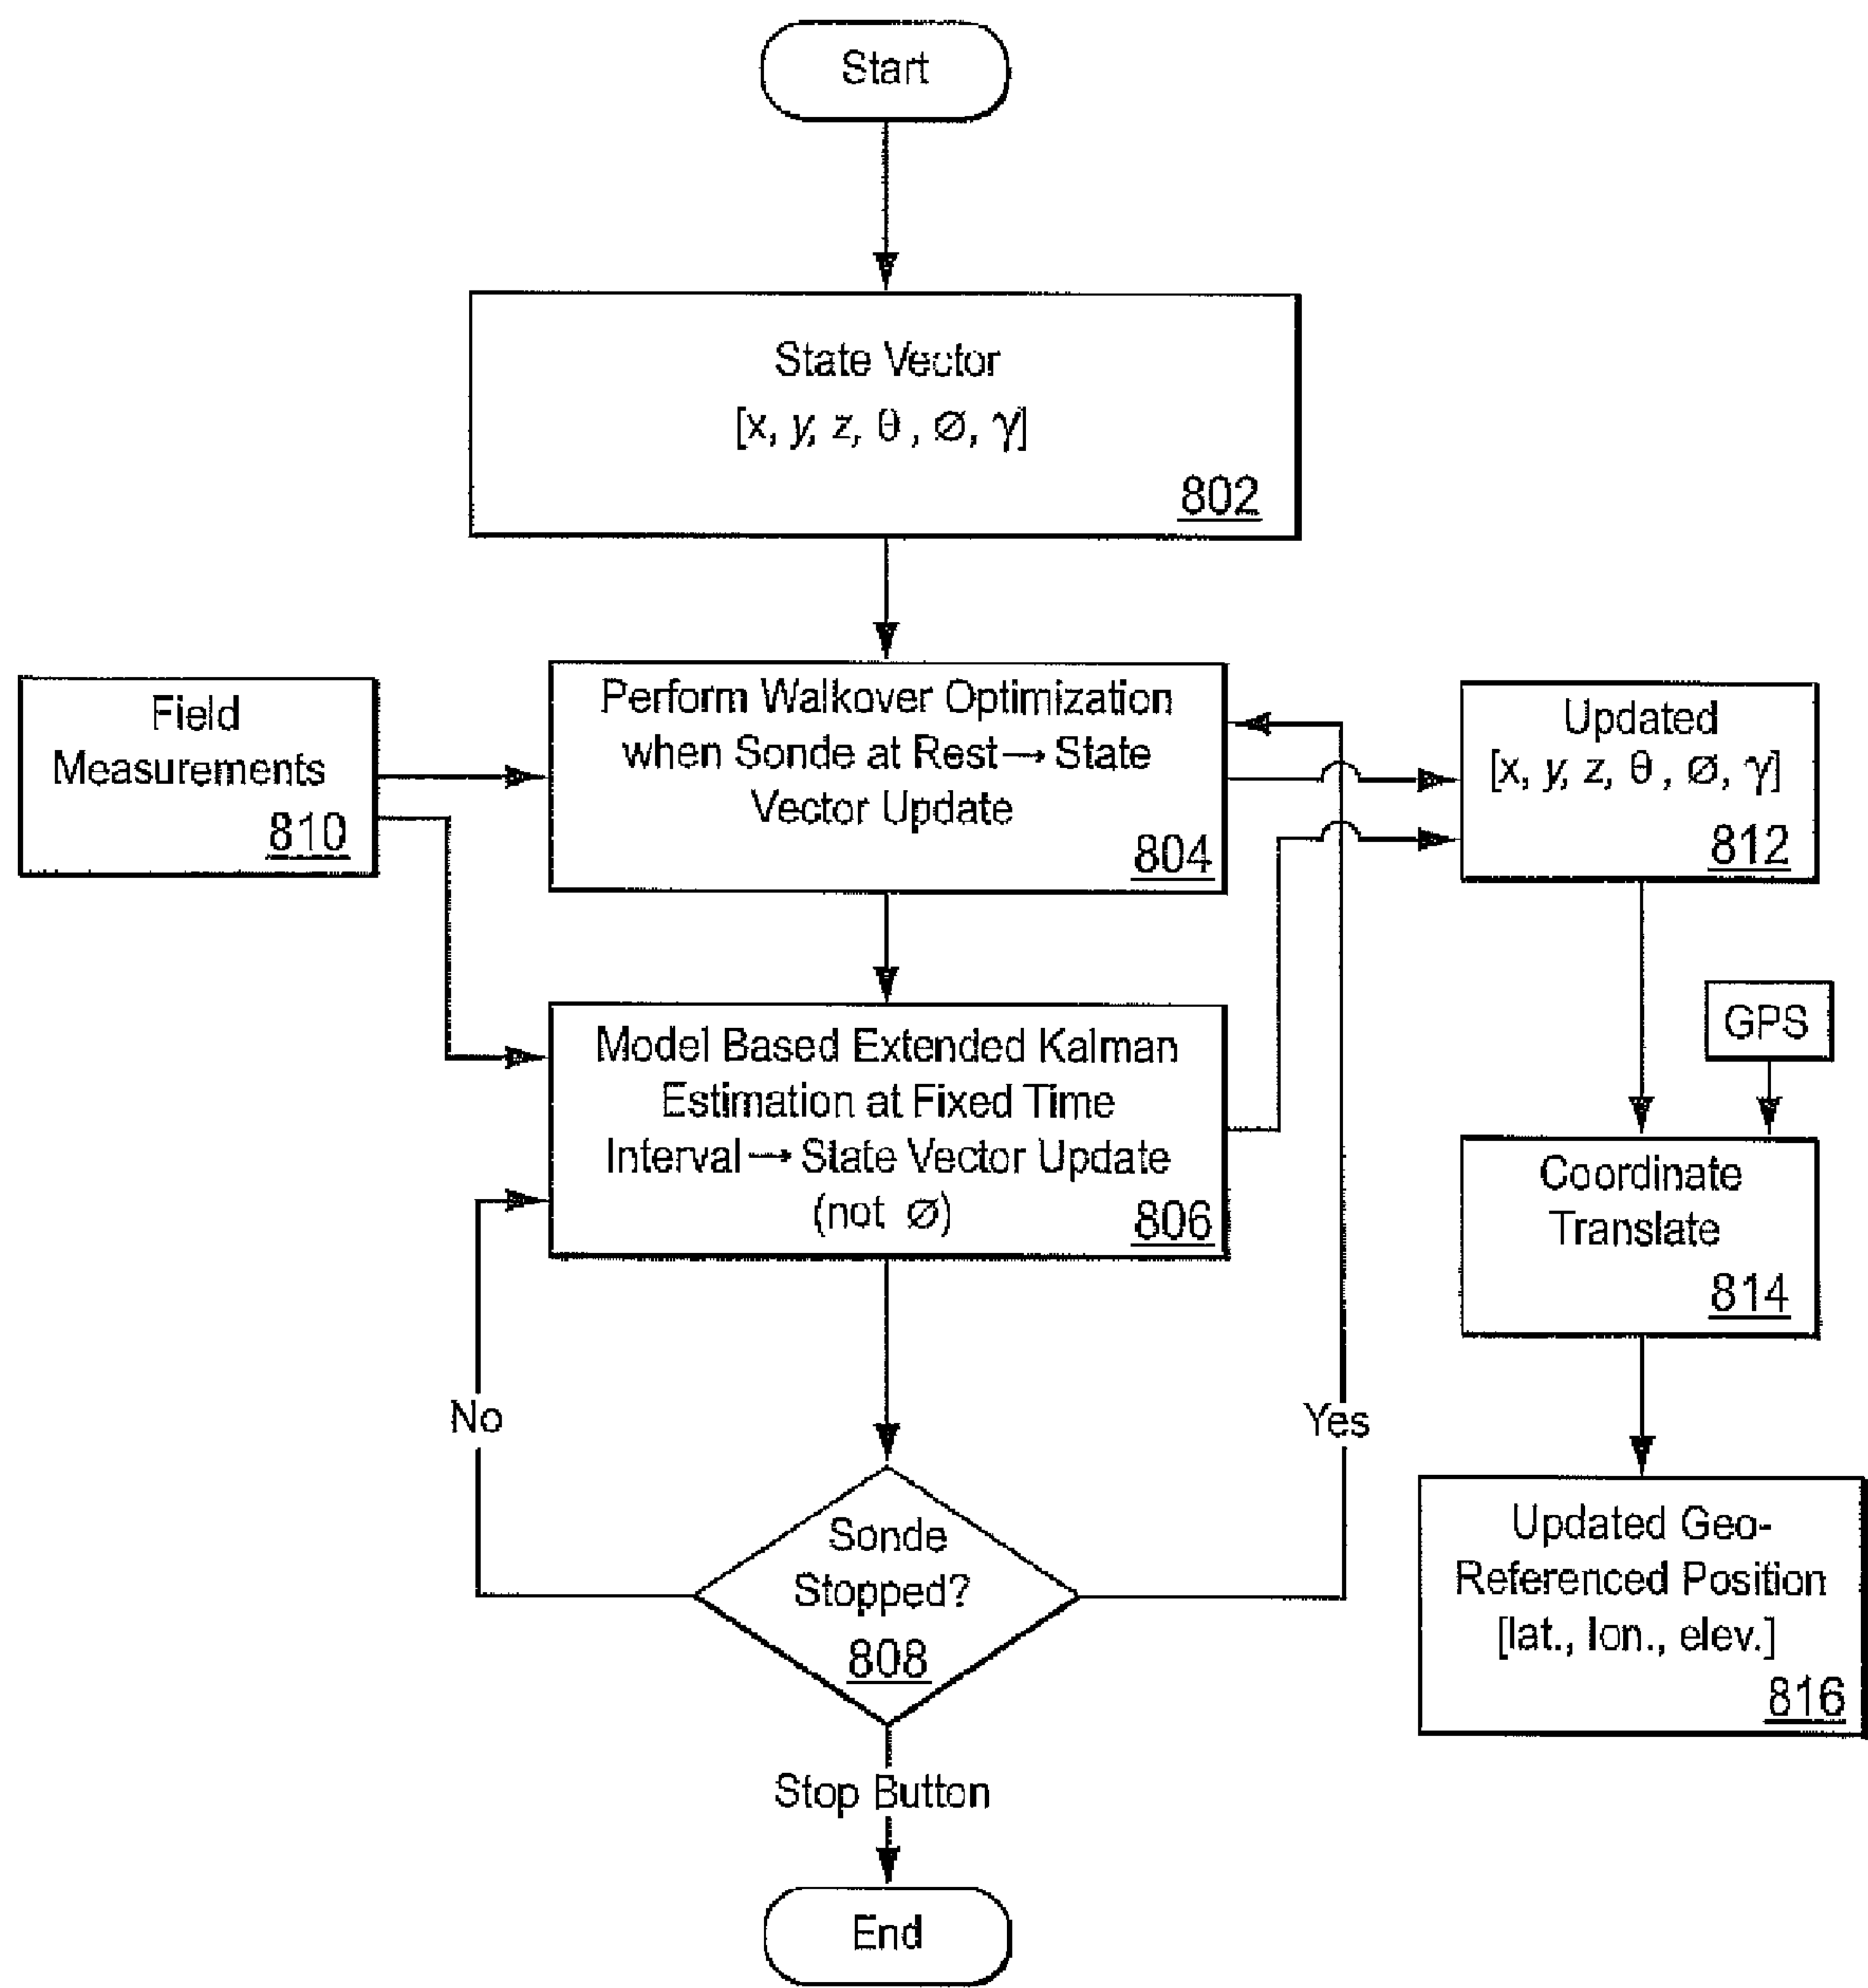 Start
State Vector
[x, y, z, θ, ∅, γ]
802
Field
Measurements
810
Perform Walkover Optimization
when Sonde at Rest→State
Vector Update
804
Updated
[x, y, z, θ, ∅, γ]
812
Model Based Extended Kalman
Estimation at Fixed Time
Interval→State Vector Update
(not ∅)
806
GPS
Coordinate
Translate
814
No
Yes
Sonde
Stopped?
808
Updated Geo-
Referenced Position
[lat., lon., elev.]
816
Stop Button
End